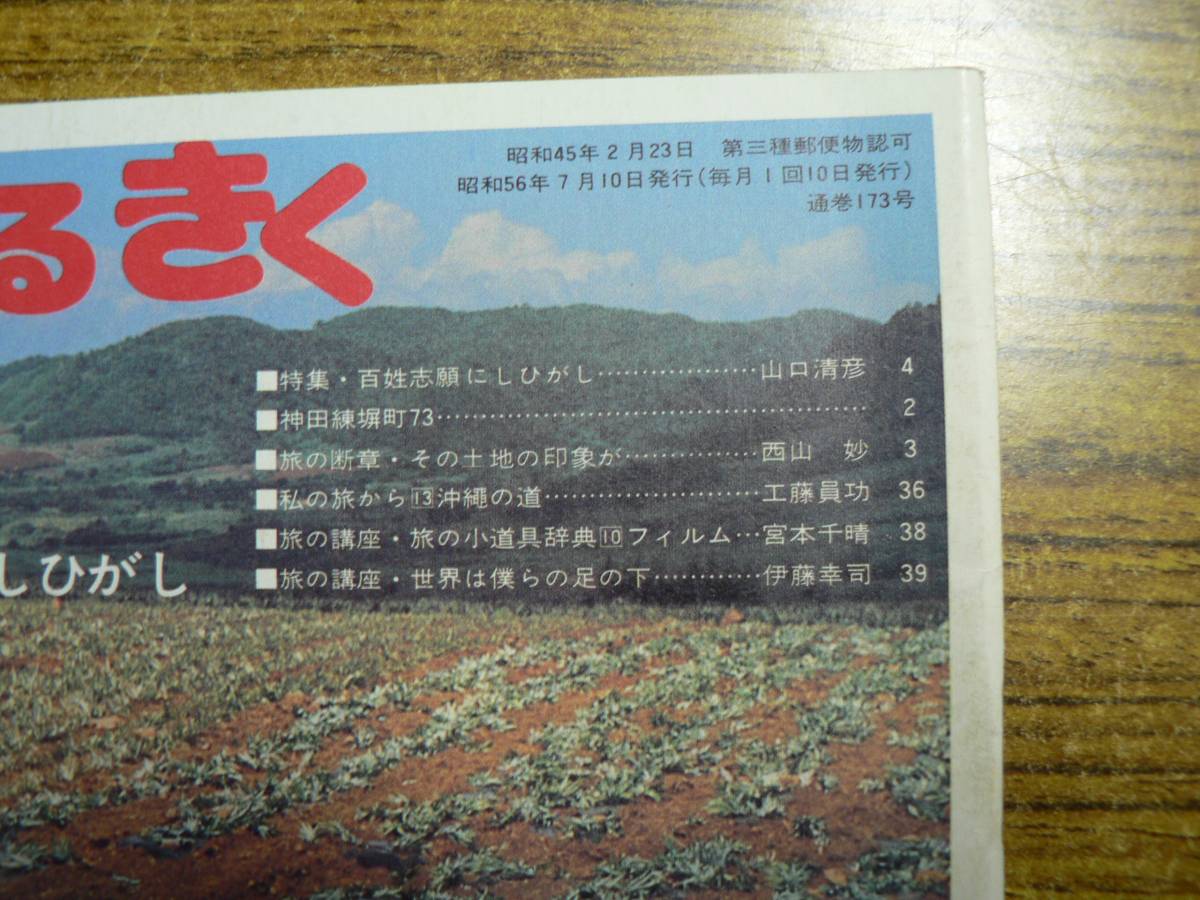 昭和45年2月23日　第三種郵便物認可
昭和56年7月10日発行(毎月1回10日発行)
通巻173号
るきく
■特集・百姓志願にしひがし………………山口清彦　4
■神田練塀町73……………………………………　2
■旅の断章・その土地の印象が……………西山　妙　3
■私の旅から13沖繩の道……………………工藤員功　36
■旅の講座・旅の小道具辞典10フィルム…宮本千晴　38
■旅の講座・世界は僕らの足の下…………伊藤幸司　39
しひがし